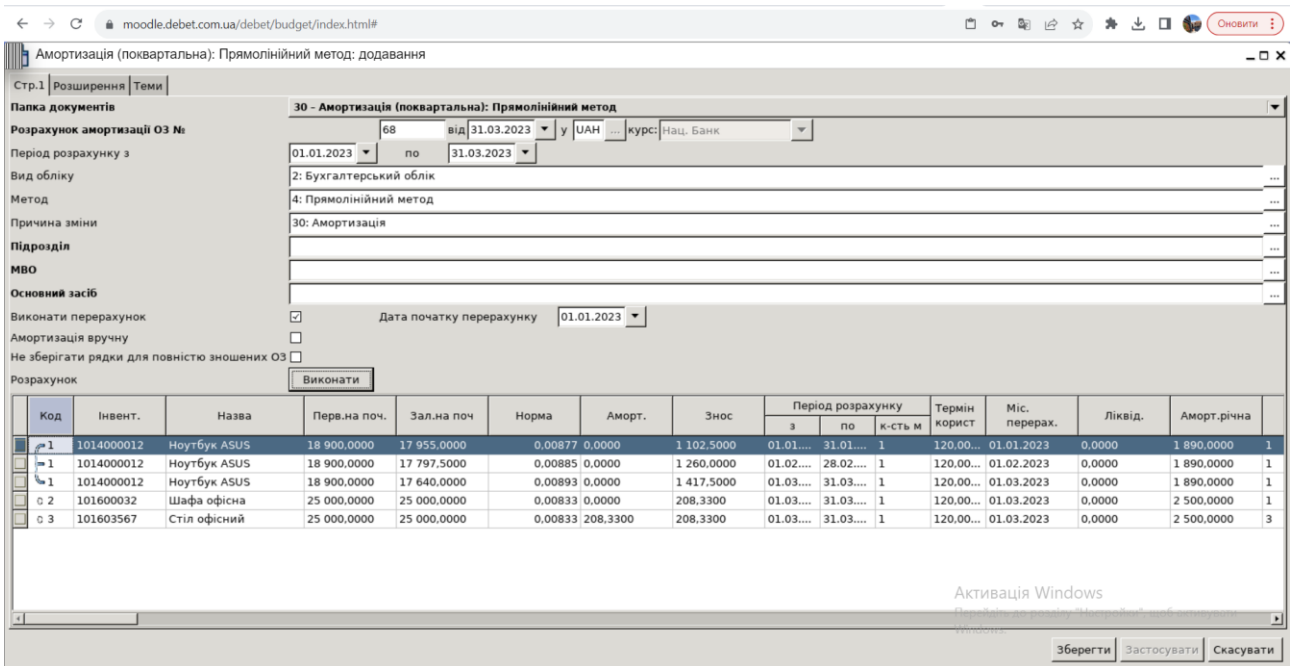 moodle.debet.com.ua/debet/budget/index.html#
Оновити
Амортизація (поквартальна): Прямолінійний метод: додавання
Стр.1 Розширення Теми
Папка документів 30 - Амортизація (поквартальна): Прямолінійний метод
Розрахунок амортизації ОЗ № 68 від 31.03.2023 у UAH ... курс: Нац. Банк
Період розрахунку з 01.01.2023 по 31.03.2023
Вид обліку 2: Бухгалтерський облік ...
Метод 4: Прямолінійний метод ...
Причина зміни 30: Амортизація ...
Підрозділ ...
МВО ...
Основний засіб ...
Виконати перерахунок Дата початку перерахунку 01.01.2023
Амортизація вручну
Не зберігати рядки для повністю зношених ОЗ
Розрахунок Виконати
Код Інвент. Назва Перв.на поч. Зал.на поч Норма Аморт. Знос Період розрахунку з по к-сть м Термін корист Міс. перерах. Ліквід. Аморт.річна
1 1014000012 Ноутбук ASUS 18 900,0000 17 955,0000 0,00877 0,0000 1 102,5000 01.01.... 31.01.... 1 120,00... 01.01.2023 0,0000 1 890,0000 1
1 1014000012 Ноутбук ASUS 18 900,0000 17 797,5000 0,00885 0,0000 1 260,0000 01.02.... 28.02.... 1 120,00... 01.02.2023 0,0000 1 890,0000 1
1 1014000012 Ноутбук ASUS 18 900,0000 17 640,0000 0,00893 0,0000 1 417,5000 01.03.... 31.03.... 1 120,00... 01.03.2023 0,0000 1 890,0000 1
2 101600032 Шафа офісна 25 000,0000 25 000,0000 0,00833 0,0000 208,3300 01.03.... 31.03.... 1 120,00... 01.03.2023 0,0000 2 500,0000 1
3 101603567 Стіл офісний 25 000,0000 25 000,0000 0,00833 208,3300 208,3300 01.03.... 31.03.... 1 120,00... 01.03.2023 0,0000 2 500,0000 3
Активація Windows
Перейдіть до розділу "Настройки", щоб активувати
Windows.
Зберегти Застосувати Скасувати